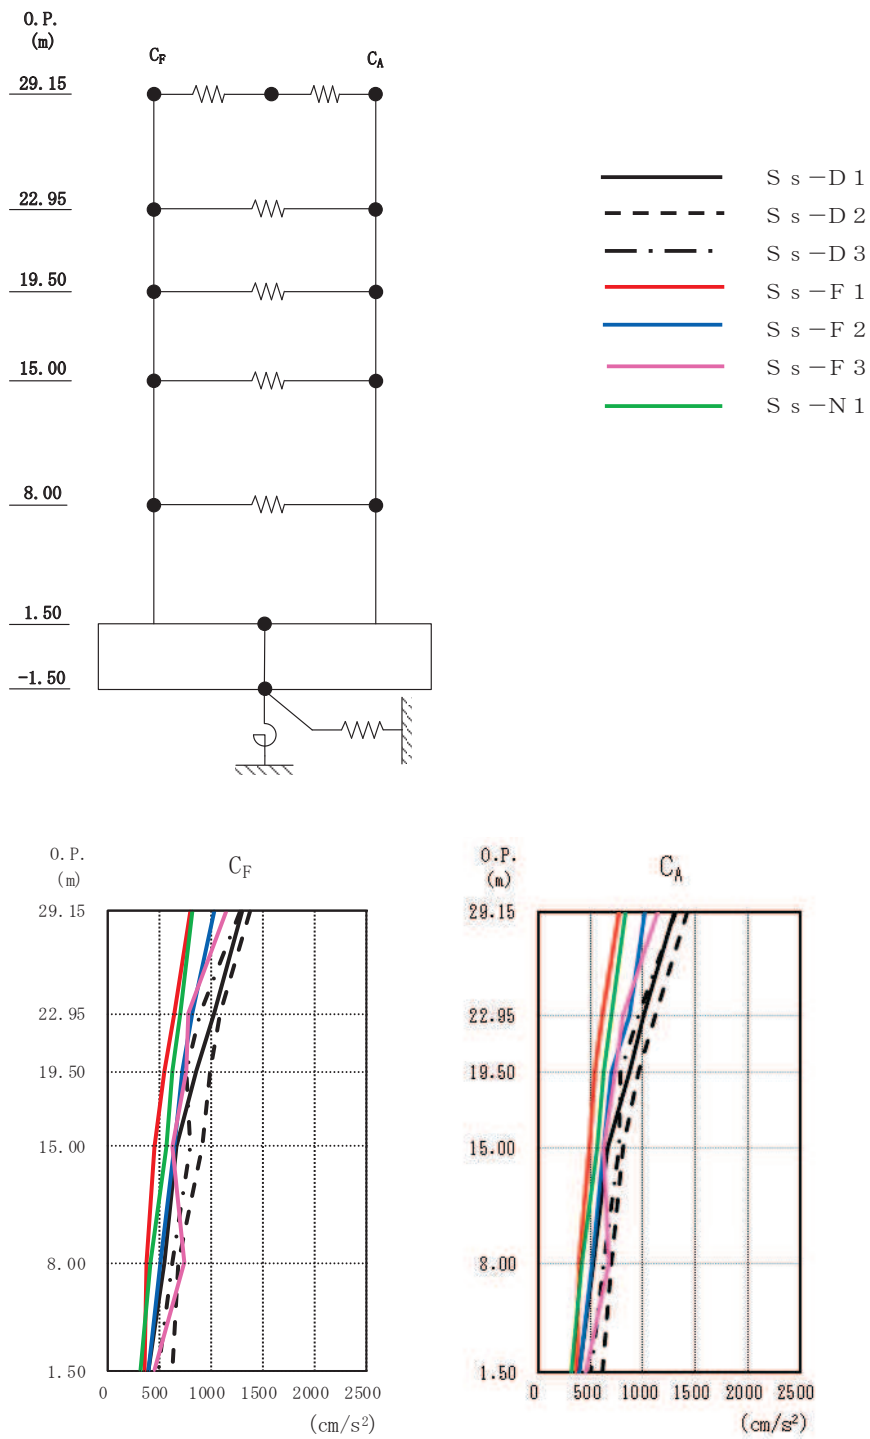 O.P.
(m)
C_F
C_A
29.15
22.95
19.50
15.00
8.00
1.50
-1.50
Ｓｓ－Ｄ１
Ｓｓ－Ｄ２
Ｓｓ－Ｄ３
Ｓｓ－Ｆ１
Ｓｓ－Ｆ２
Ｓｓ－Ｆ３
Ｓｓ－Ｎ１
O.P.
(m)
C_F
29.15
22.95
19.50
15.00
8.00
1.50
0 500 1000 1500 2000 2500
(cm/s²)
O.P.
(m)
C_A
29.15
22.95
19.50
15.00
8.00
1.50
0 500 1000 1500 2000 2500
(cm/s²)